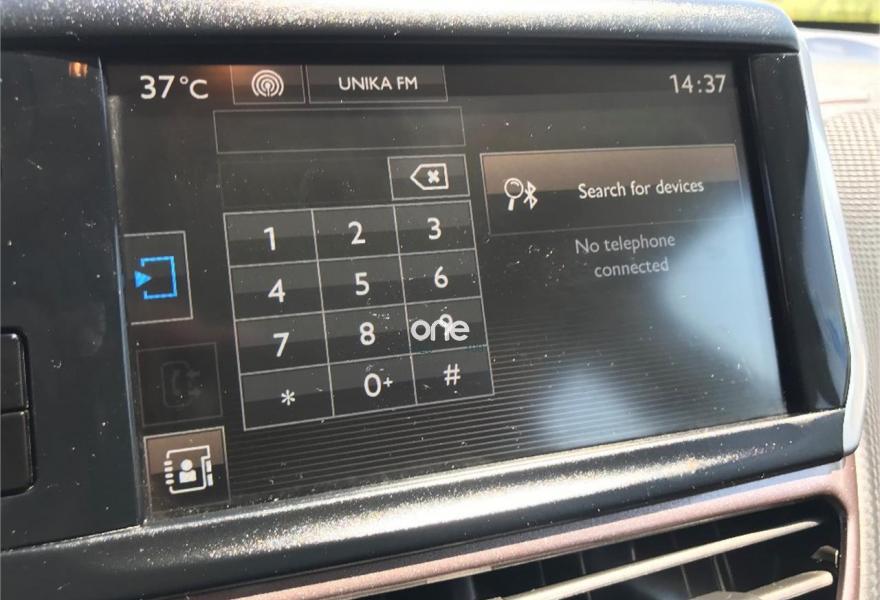 37°C
UNIKA FM
14:37
Search for devices
No telephone
connected
1 2 3
4 5 6
7 8 9
one
* 0+ #